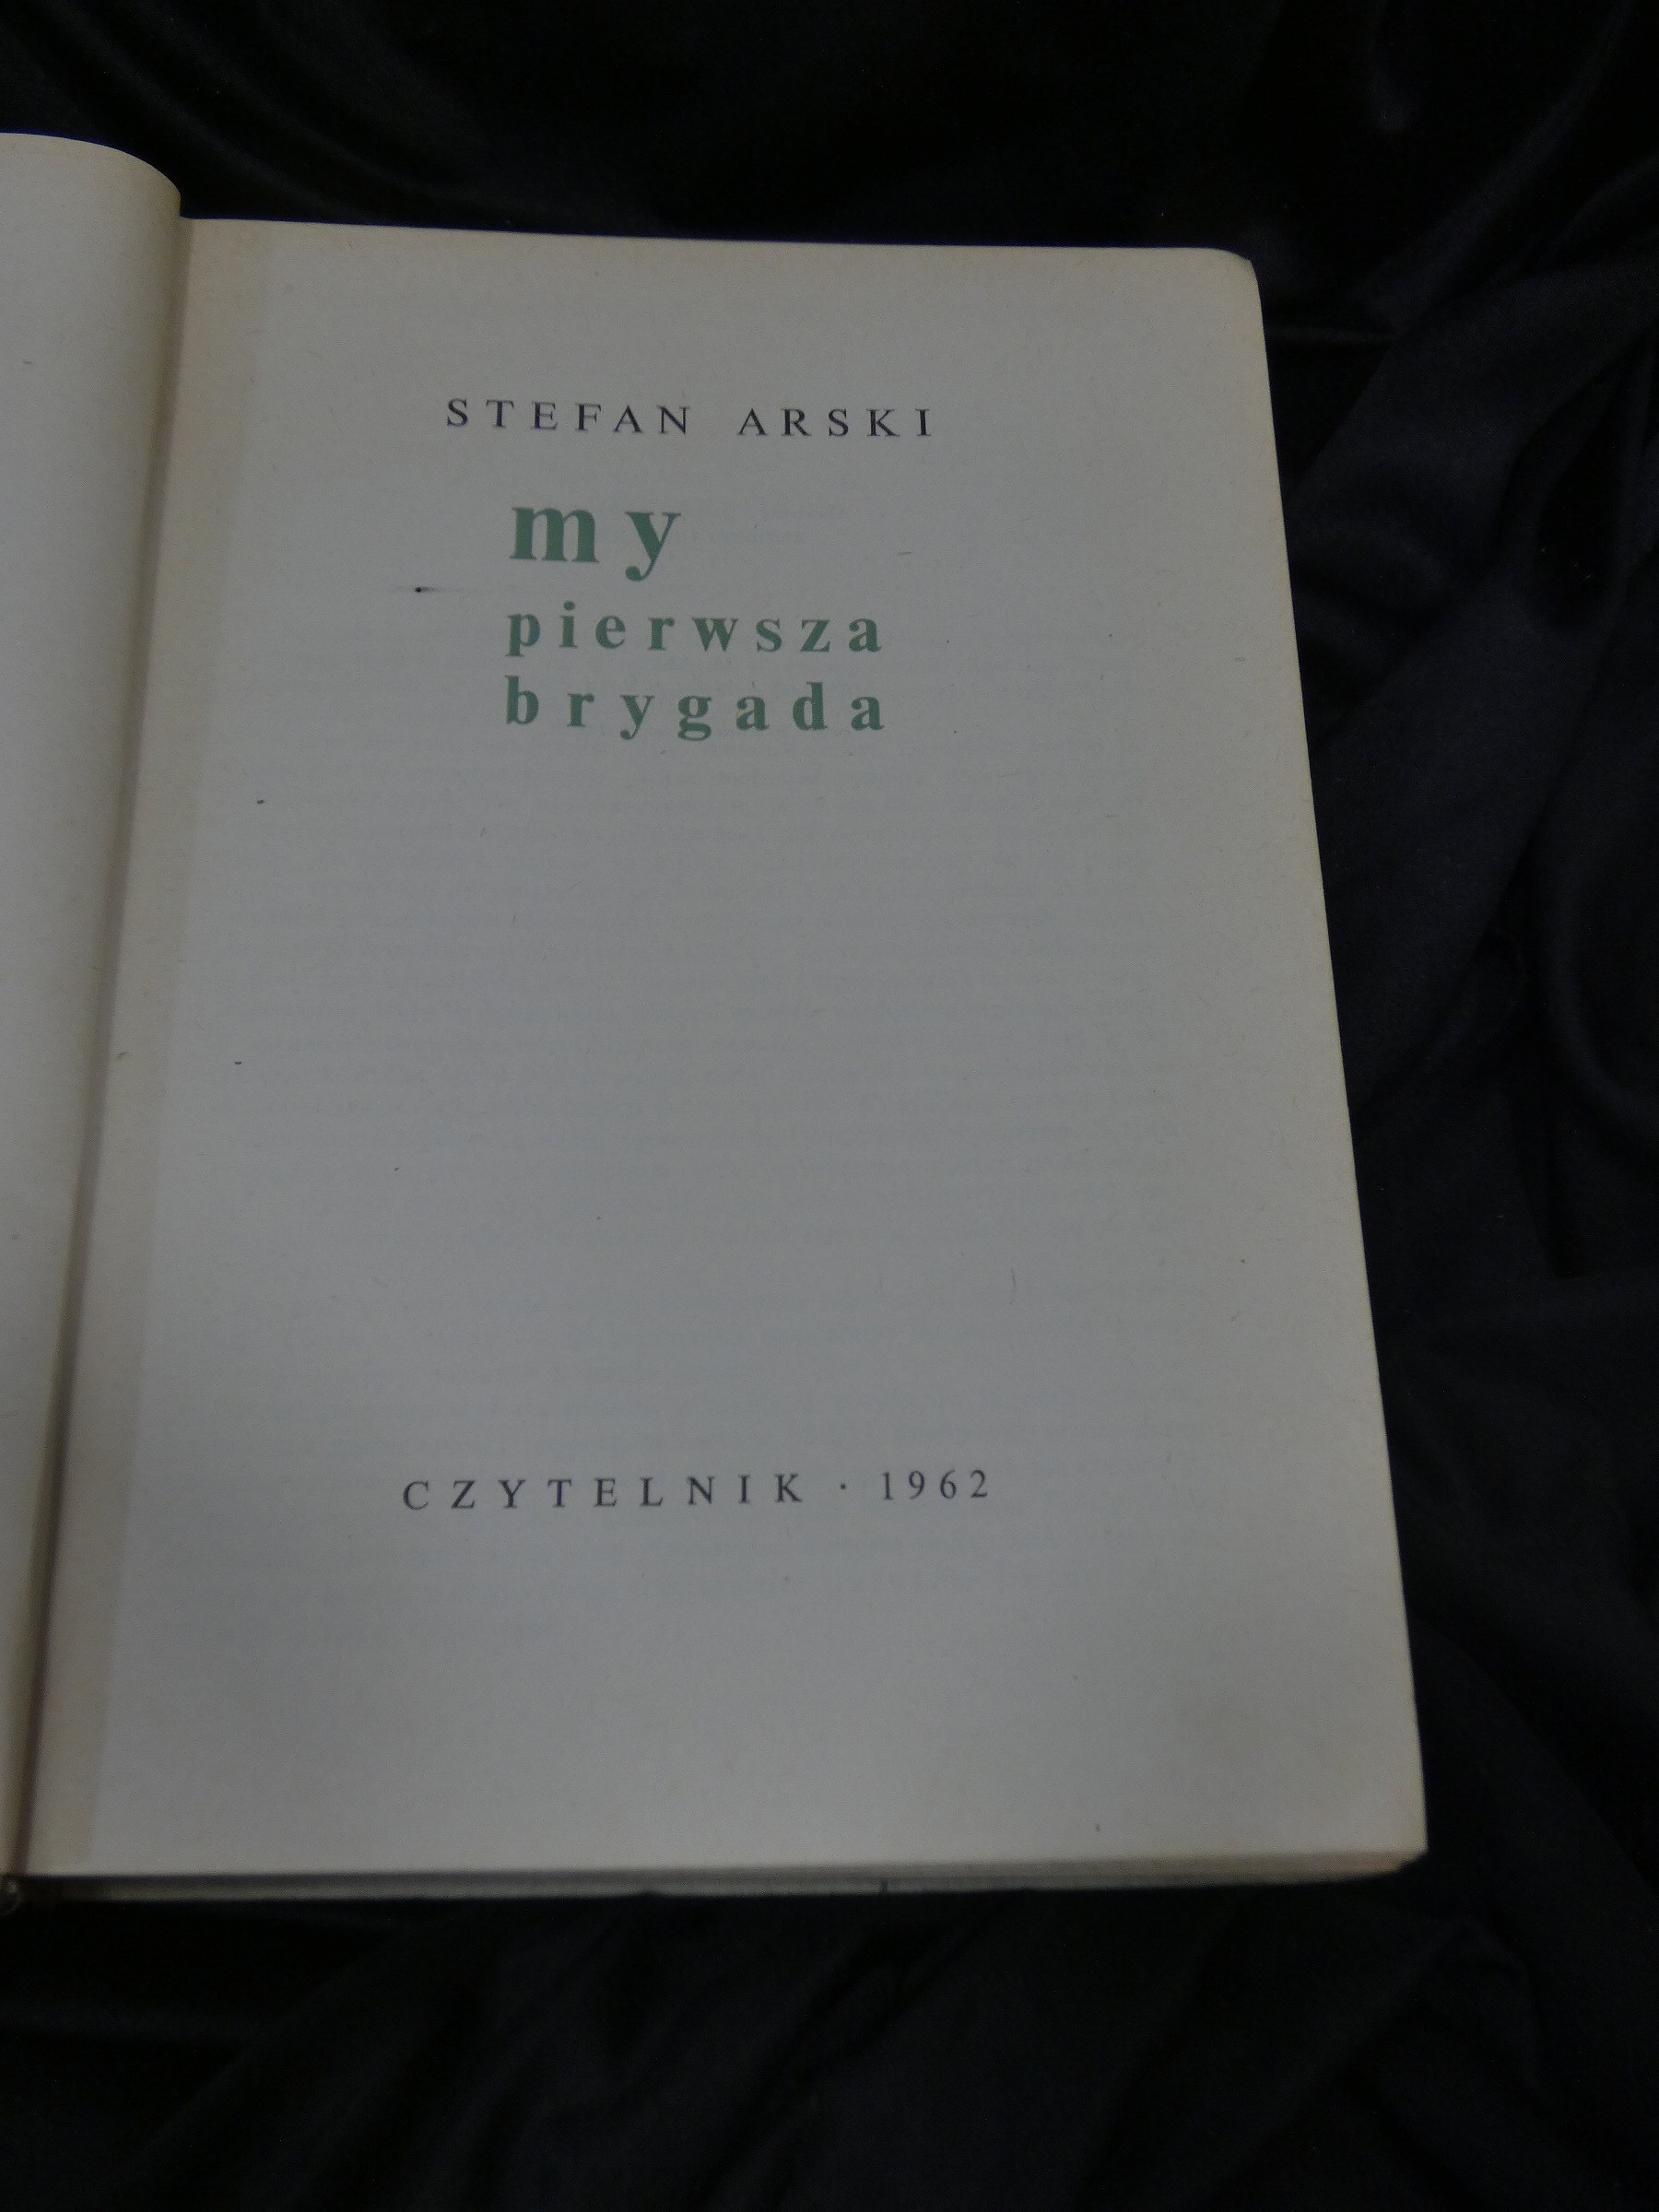 STEFAN ARSKI
my
pierwsza
brygada
CZYTELNIK · 1962